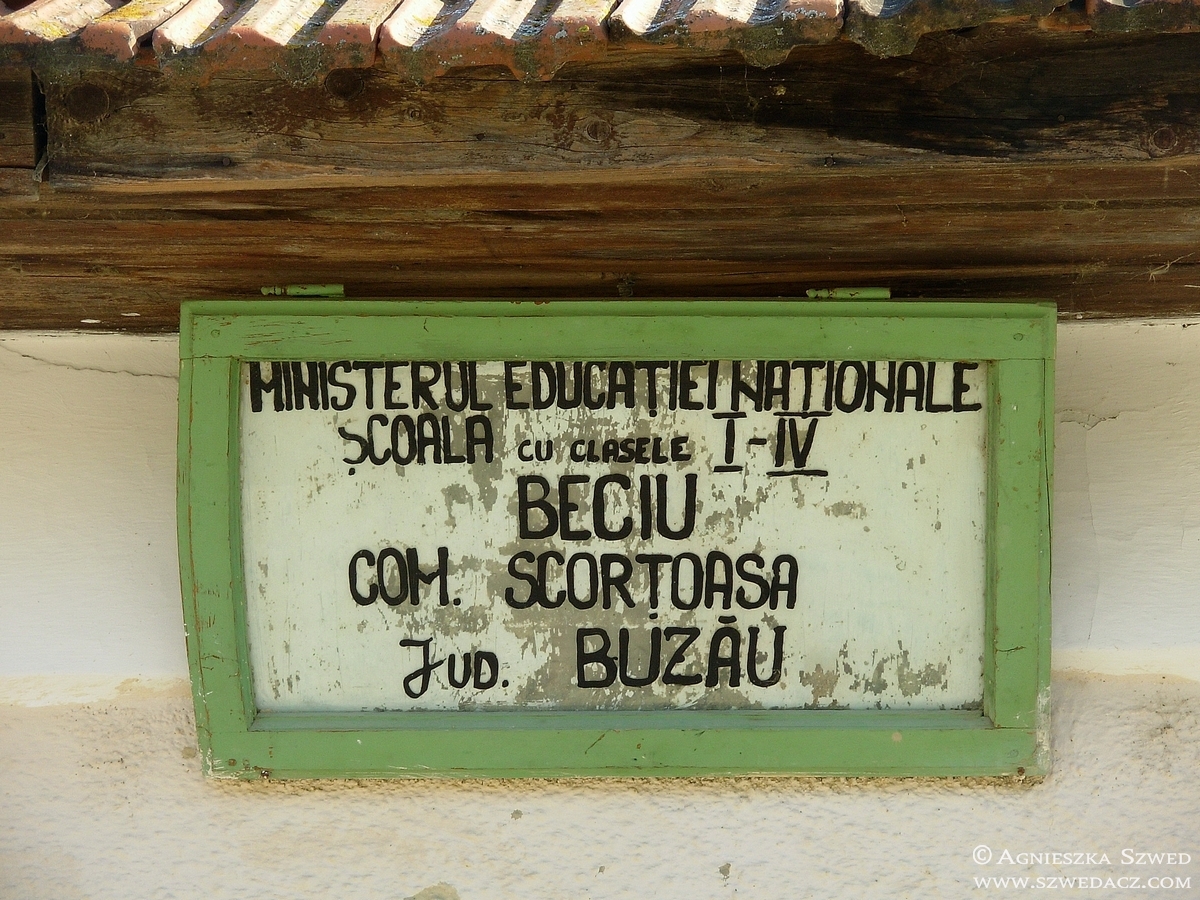 MINISTERUL EDUCAȚIEI NAȚIONALE
ȘCOALA CU CLASELE I-IV
BECIU
COM. SCORȚOASA
JUD. BUZĂU
© AGNIESZKA SZWED
WWW.SZWEDACZ.COM